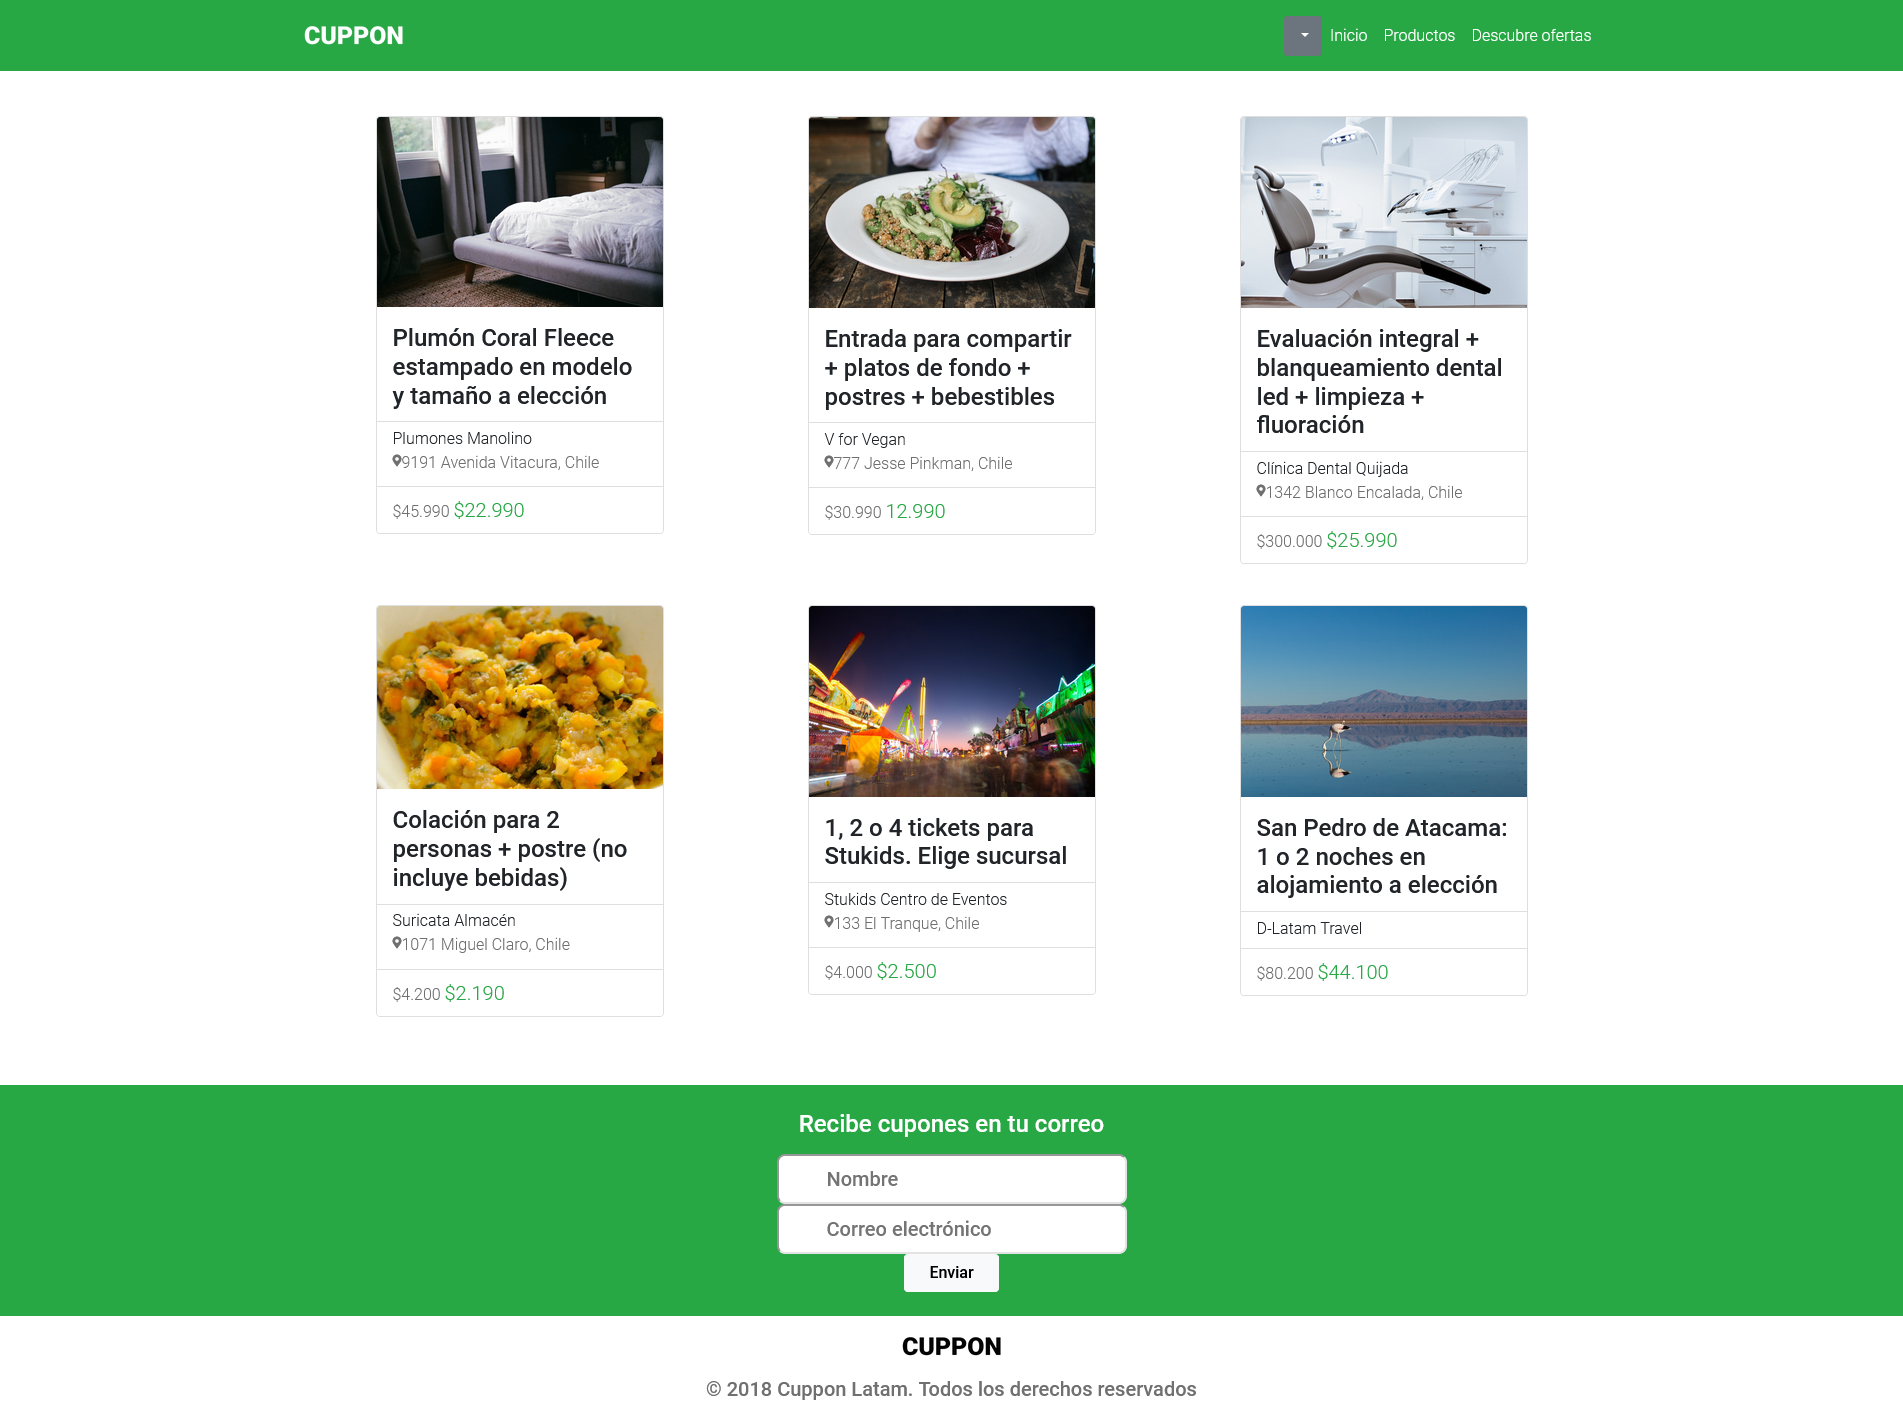 CUPPON
Inicio Productos Descubre ofertas
Plumón Coral Fleece
estampado en modelo
y tamaño a elección
Plumones Manolino
9191 Avenida Vitacura, Chile
$45.990 $22.990
Entrada para compartir
+ platos de fondo +
postres + bebestibles
V for Vegan
777 Jesse Pinkman, Chile
$30.990 12.990
Evaluación integral +
blanqueamiento dental
led + limpieza +
fluoración
Clínica Dental Quijada
1342 Blanco Encalada, Chile
$300.000 $25.990
Colación para 2
personas + postre (no
incluye bebidas)
Suricata Almacén
1071 Miguel Claro, Chile
$4.200 $2.190
1, 2 o 4 tickets para
Stukids. Elige sucursal
Stukids Centro de Eventos
133 El Tranque, Chile
$4.000 $2.500
San Pedro de Atacama:
1 o 2 noches en
alojamiento a elección
D-Latam Travel
$80.200 $44.100
Recibe cupones en tu correo
Nombre
Correo electrónico
Enviar
CUPPON
© 2018 Cuppon Latam. Todos los derechos reservados